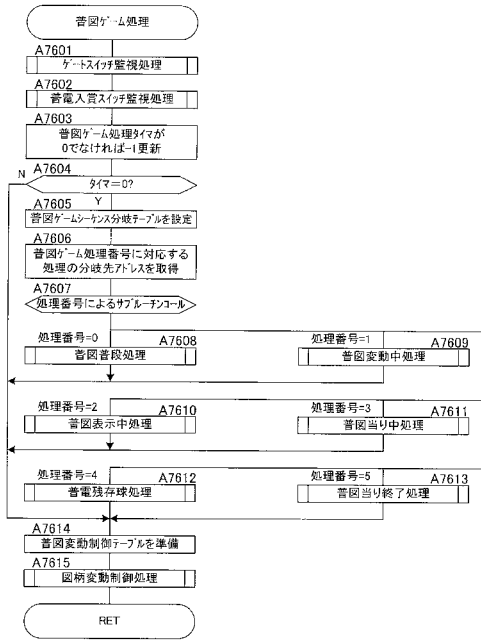 普図ゲーム処理
A7601
ゲートスイッチ監視処理
A7602
普電入賞スイッチ監視処理
A7603
普図ゲーム処理タイマが
0でなければ-1更新
A7604
N
タイマ=0?
Y
A7605
普図ゲームシーケンス分岐テーブルを設定
A7606
普図ゲーム処理番号に対応する
処理の分岐先アドレスを取得
A7607
処理番号によるサブルーチンコール
処理番号=0
A7608
普図普段処理
処理番号=1
A7609
普図変動中処理
処理番号=2
A7610
普図表示中処理
処理番号=3
A7611
普図当り中処理
処理番号=4
A7612
普電残存球処理
処理番号=5
A7613
普図当り終了処理
A7614
普図変動制御テーブルを準備
A7615
図柄変動制御処理
RET